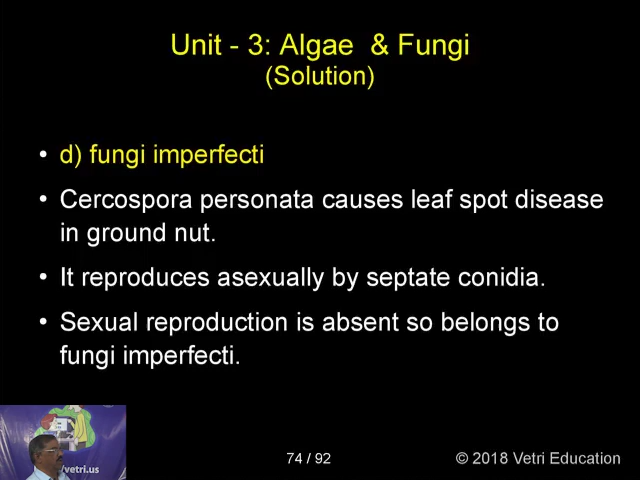 Unit - 3: Algae & Fungi
(Solution)
• d) fungi imperfecti
• Cercospora personata causes leaf spot disease
in ground nut.
• It reproduces asexually by septate conidia.
• Sexual reproduction is absent so belongs to
fungi imperfecti.
vetri.us
74 / 92
© 2018 Vetri Education